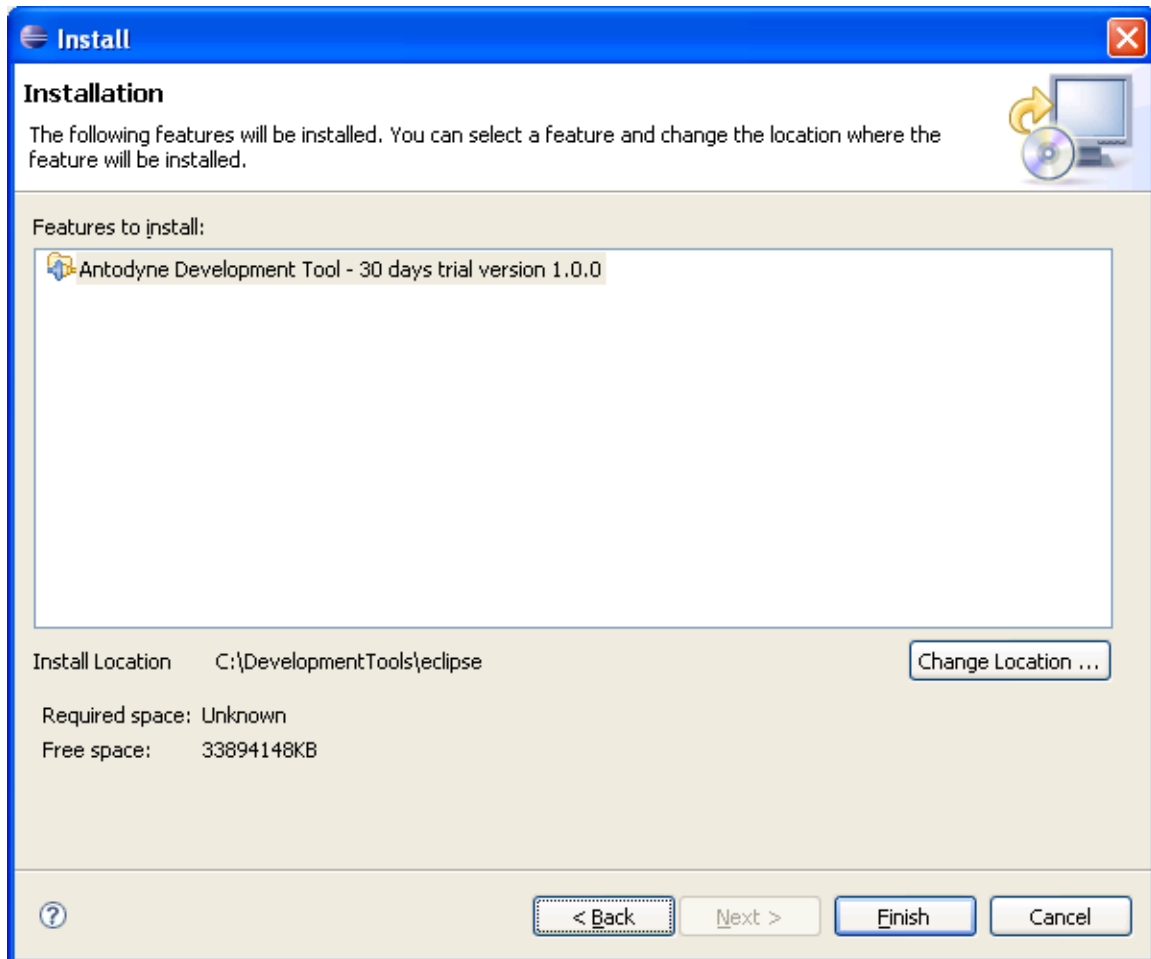 Install
Installation
The following features will be installed. You can select a feature and change the location where the
feature will be installed.
Features to install:
Antodyne Development Tool - 30 days trial version 1.0.0
Install Location C:\DevelopmentTools\eclipse Change Location ...
Required space: Unknown
Free space: 33894148KB
? < Back Next > Finish Cancel